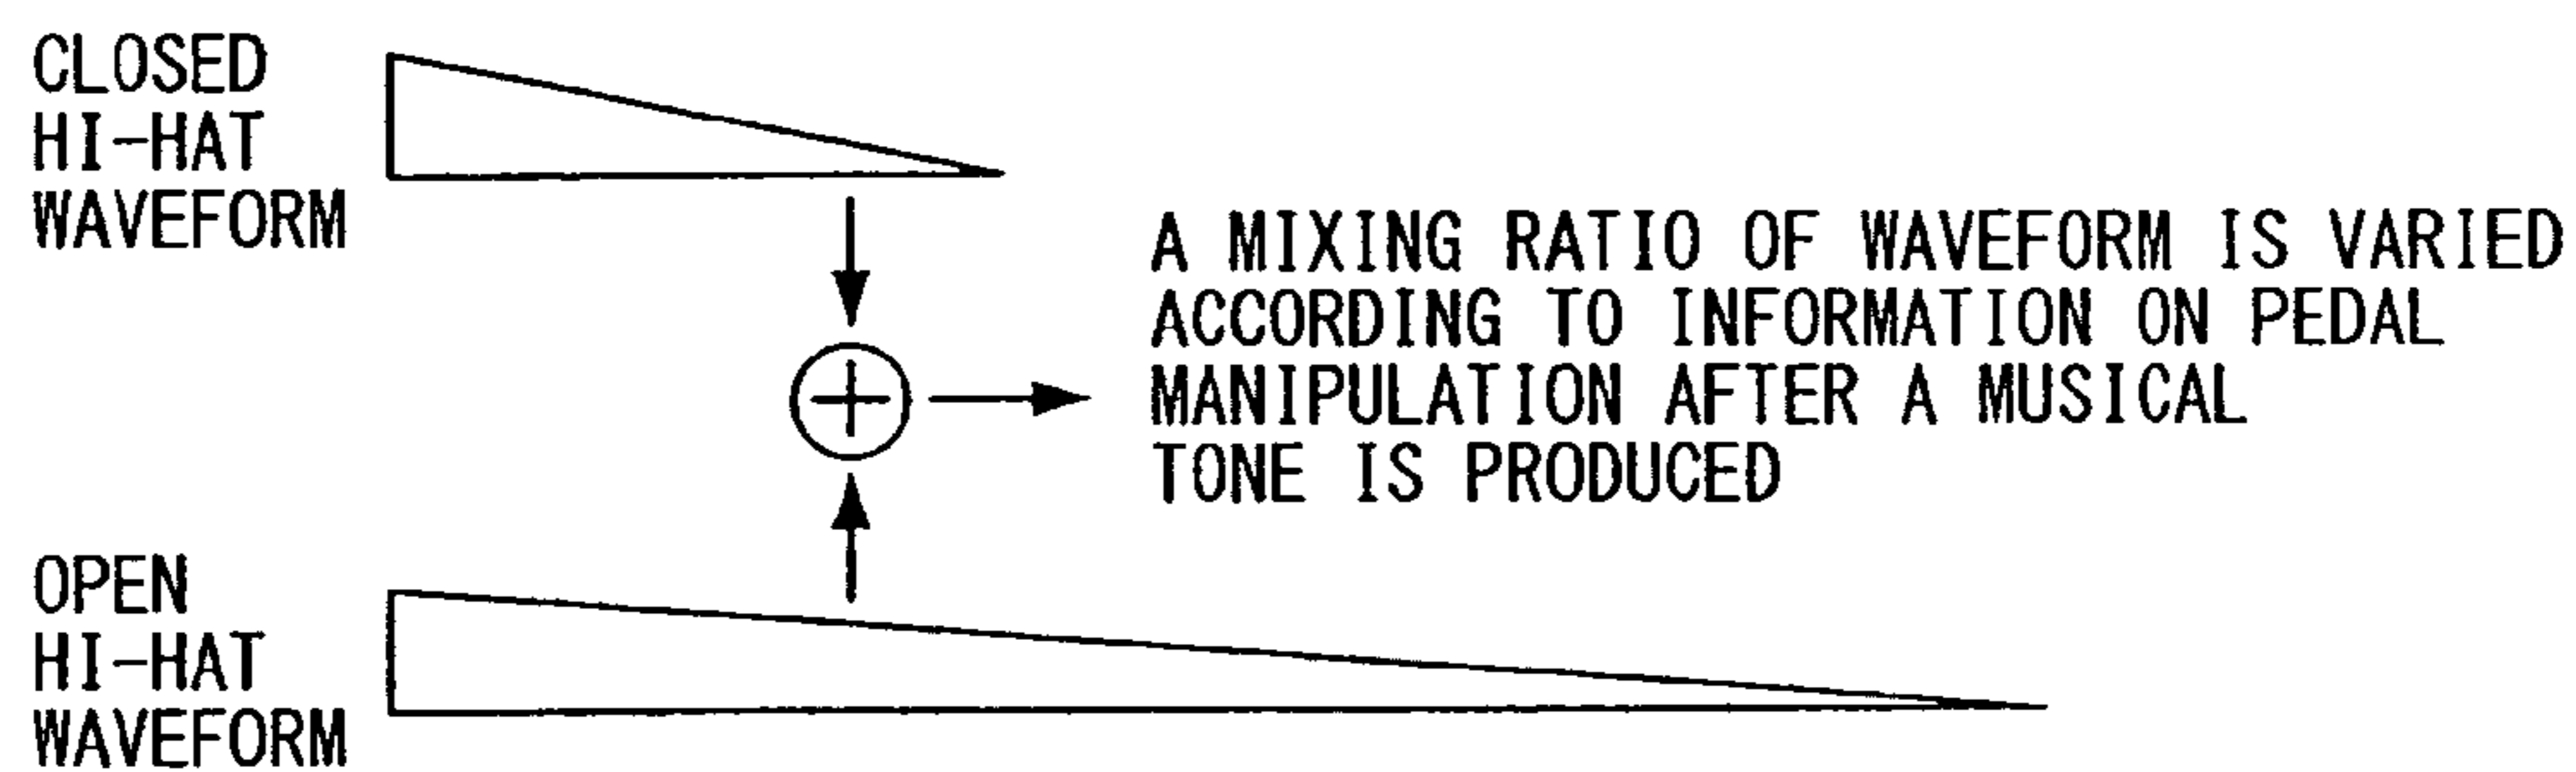 CLOSED
HI-HAT
WAVEFORM
A MIXING RATIO OF WAVEFORM IS VARIED
ACCORDING TO INFORMATION ON PEDAL
MANIPULATION AFTER A MUSICAL
TONE IS PRODUCED
OPEN
HI-HAT
WAVEFORM